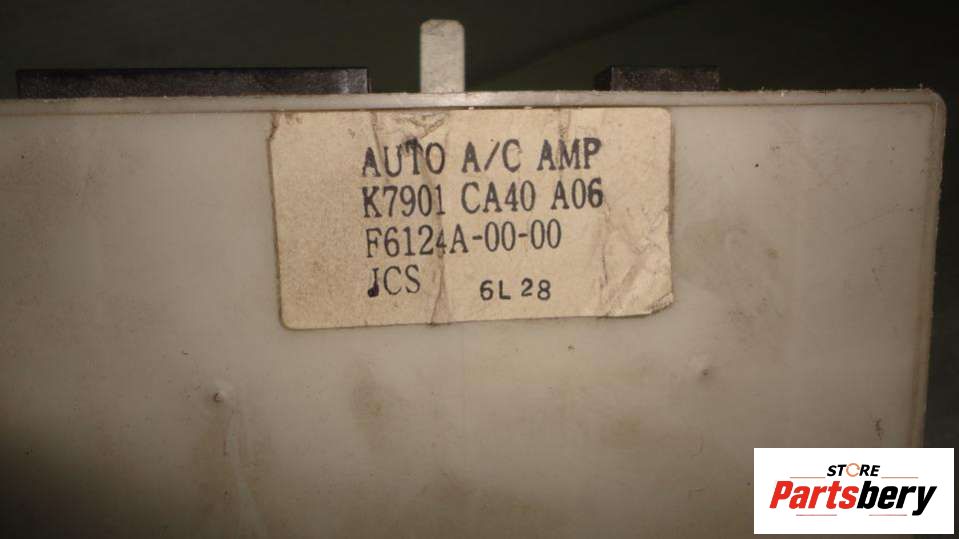 AUTO A/C AMP
K7901 CA40 A06
F6124A-00-00
JCS 6L28
STORE
Partsbery